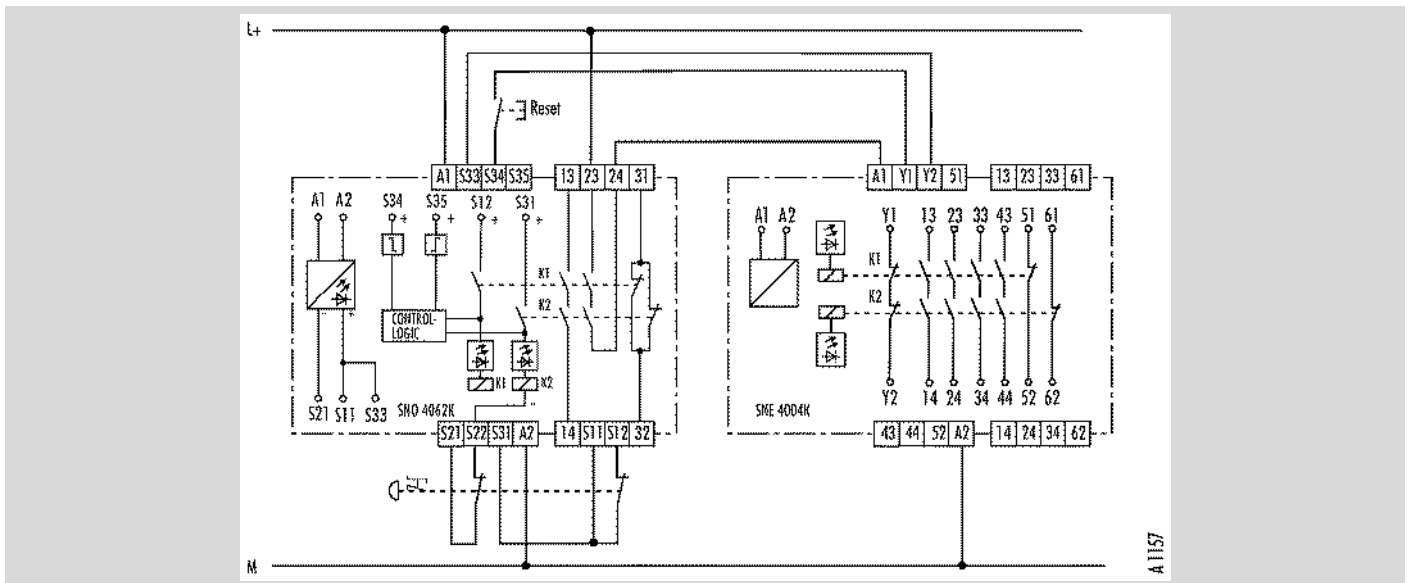 L+
Reset
A1 S33 S34 S35 13 23 24 31 A1 Y1 Y2 51 13 23 33 61
A1 A2 S34 S35 S12 S31 A1 A2 Y1 13 23 33 43 51 61
+ + + +
K1 K1
K2 K2
CONTROL-
LOGIC
K1 K2
S21 S11 S33 Y2 14 24 34 44 52 62
SNO 4062K SME 4004K
S21 S22 S31 A2 14 S11 S12 32 43 44 52 A2 14 24 34 62
M
A1157